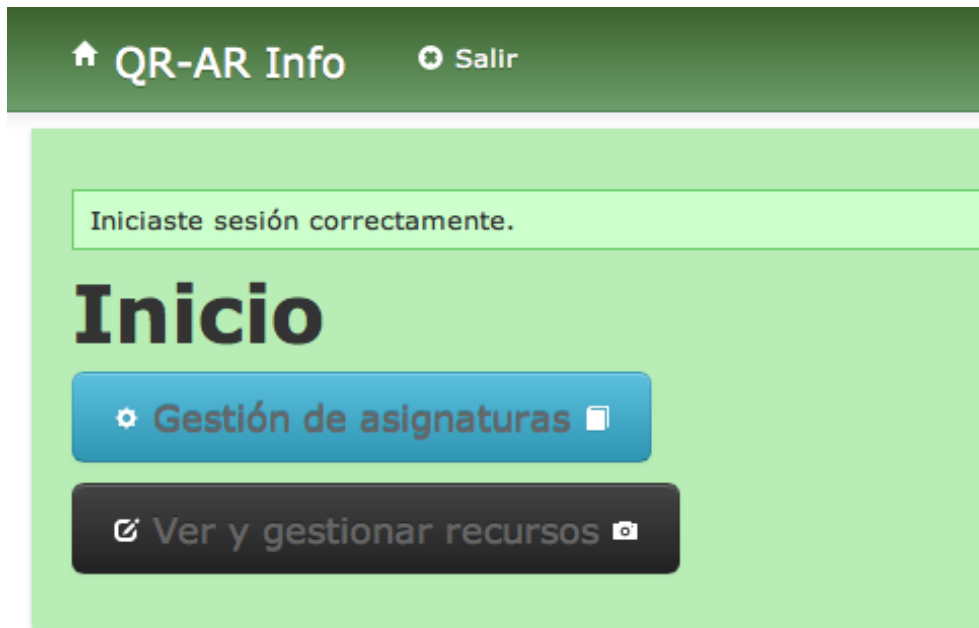 QR-AR Info Salir
Iniciaste sesión correctamente.
Inicio
Gestión de asignaturas
Ver y gestionar recursos